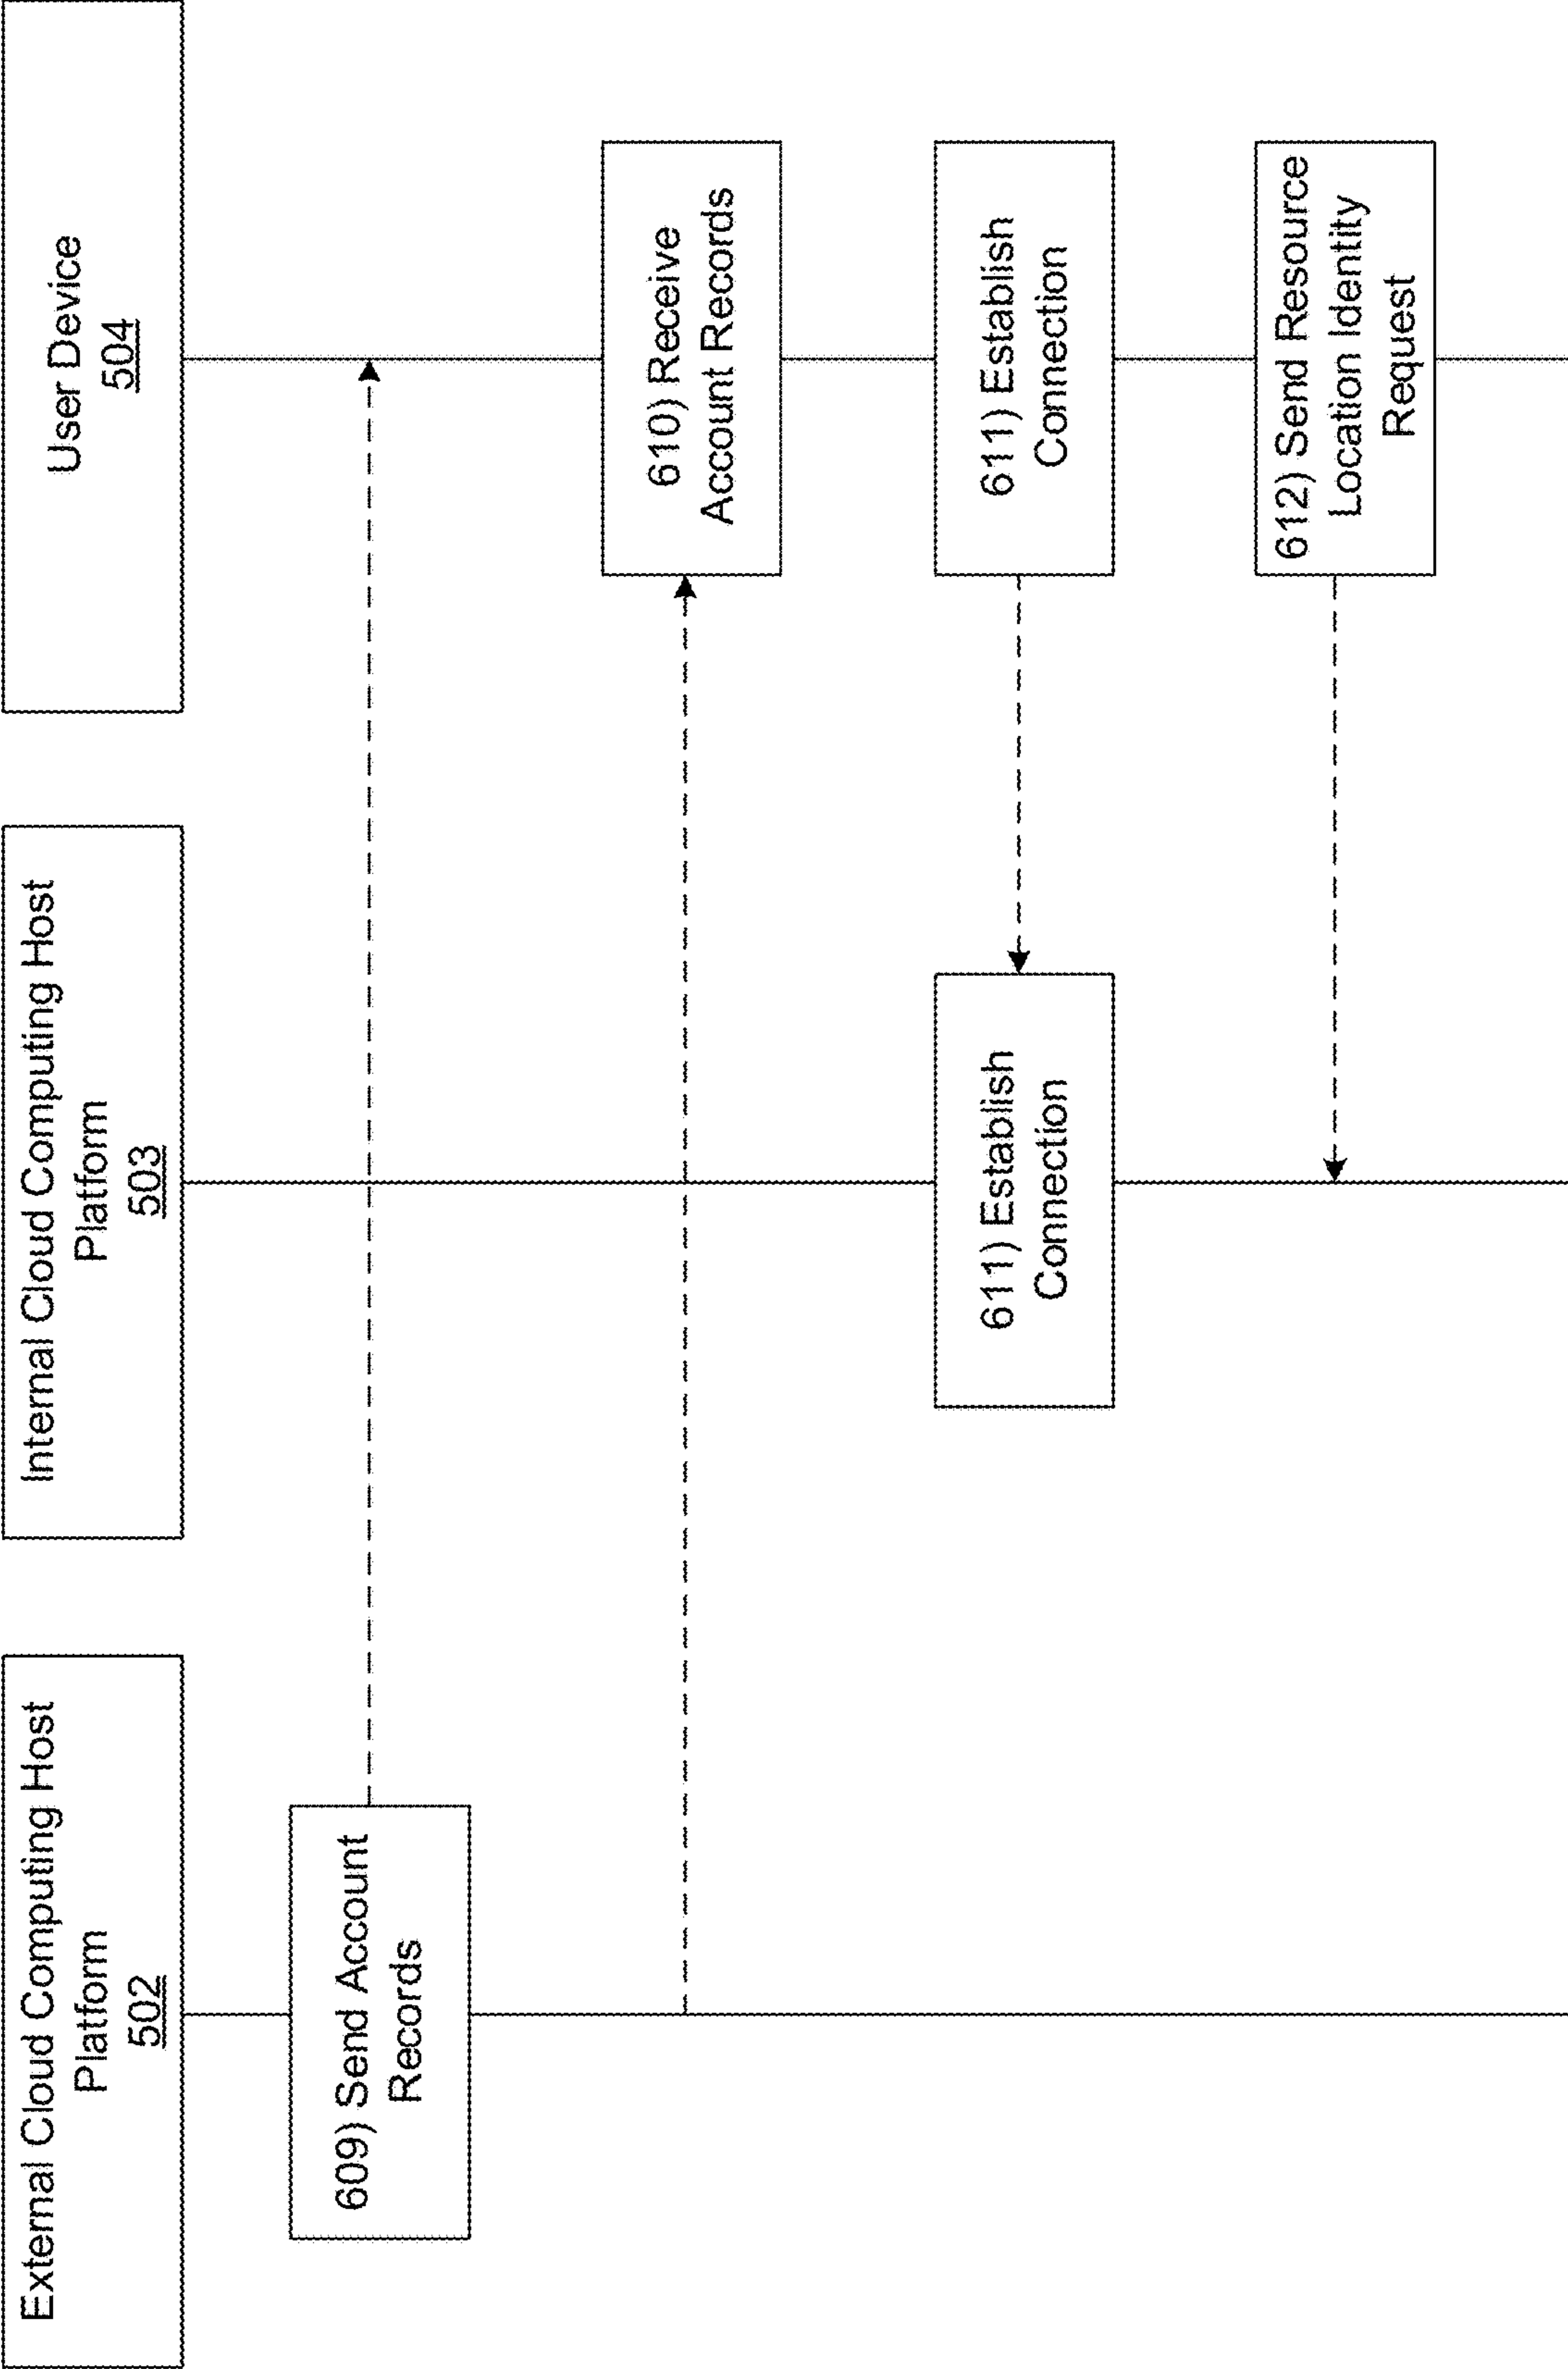 External Cloud Computing Host
Platform
502
Internal Cloud Computing Host
Platform
503
User Device
504
609) Send Account
Records
610) Receive
Account Records
611) Establish
Connection
611) Establish
Connection
612) Send Resource
Location Identity
Request